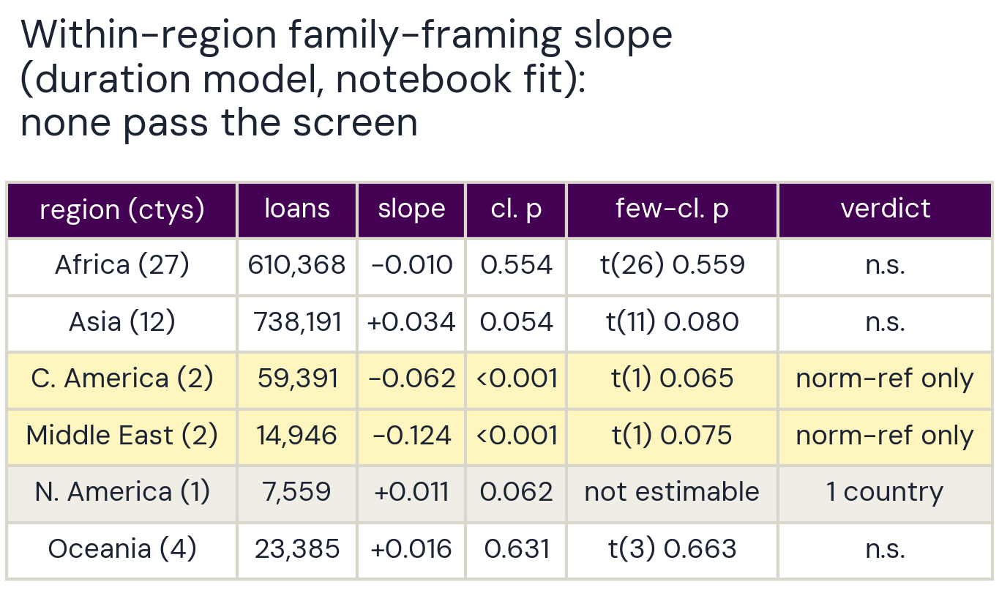 Within-region family-framing slope
(duration model, notebook fit):
none pass the screen
region (ctys) loans slope cl. p few-cl. p verdict
Africa (27) 610,368 −0.010 0.554 t(26) 0.559 n.s.
Asia (12) 738,191 +0.034 0.054 t(11) 0.080 n.s.
C. America (2) 59,391 −0.062 <0.001 t(1) 0.065 norm-ref only
Middle East (2) 14,946 −0.124 <0.001 t(1) 0.075 norm-ref only
N. America (1) 7,559 +0.011 0.062 not estimable 1 country
Oceania (4) 23,385 +0.016 0.631 t(3) 0.663 n.s.